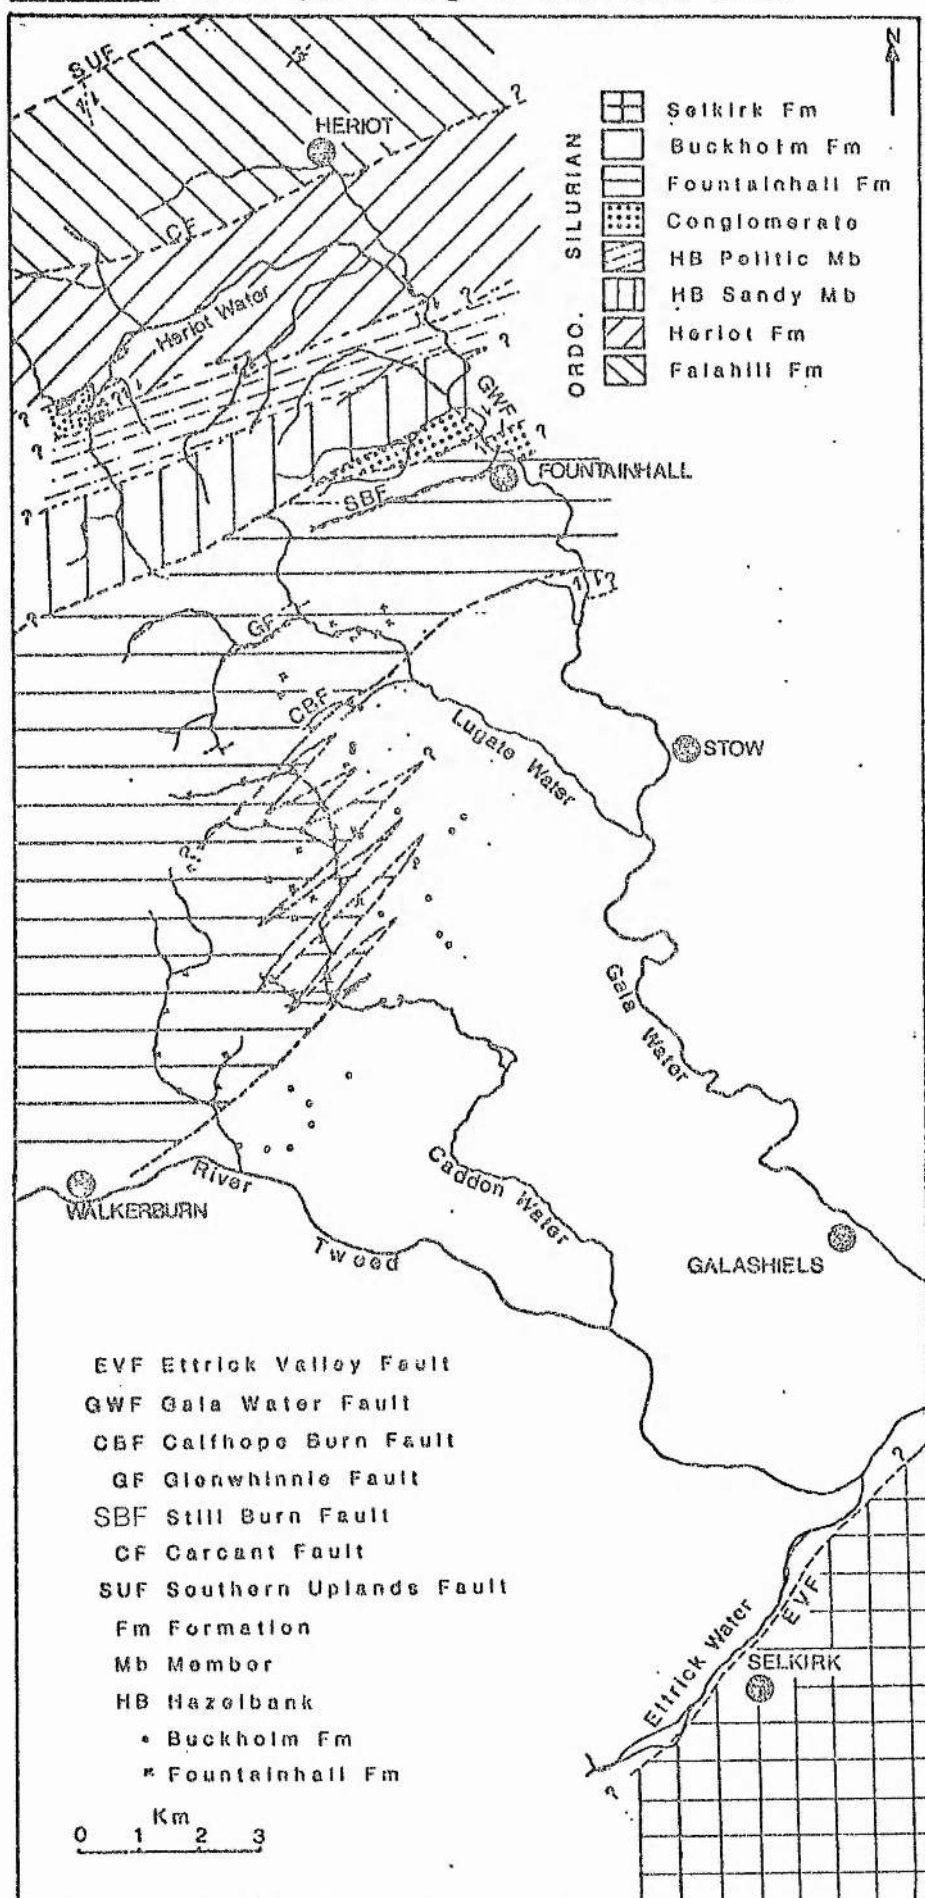 N
SUF
?
HERIOT
CF
Heriot Water
?
?
?
GWF
?
FOUNTAINHALL
SBF
?
?
?
GF
CBF
Lugate Water
STOW
?
?
?
Gala Water
WALKERBURN
River Tweed
Caddon Water
GALASHIELS
?
EVF
Ettrick Water
SELKIRK
?
SILURIAN
ORDO.
Selkirk Fm
Buckholm Fm
Fountainhall Fm
Conglomerate
HB Pelitic Mb
HB Sandy Mb
Heriot Fm
Falahill Fm
EVF Ettrick Valley Fault
GWF Gala Water Fault
CBF Calfhope Burn Fault
GF Glenwhinnie Fault
SBF Still Burn Fault
CF Carcant Fault
SUF Southern Uplands Fault
Fm Formation
Mb Member
HB Hazelbank
Buckholm Fm
Fountainhall Fm
Km
0 1 2 3